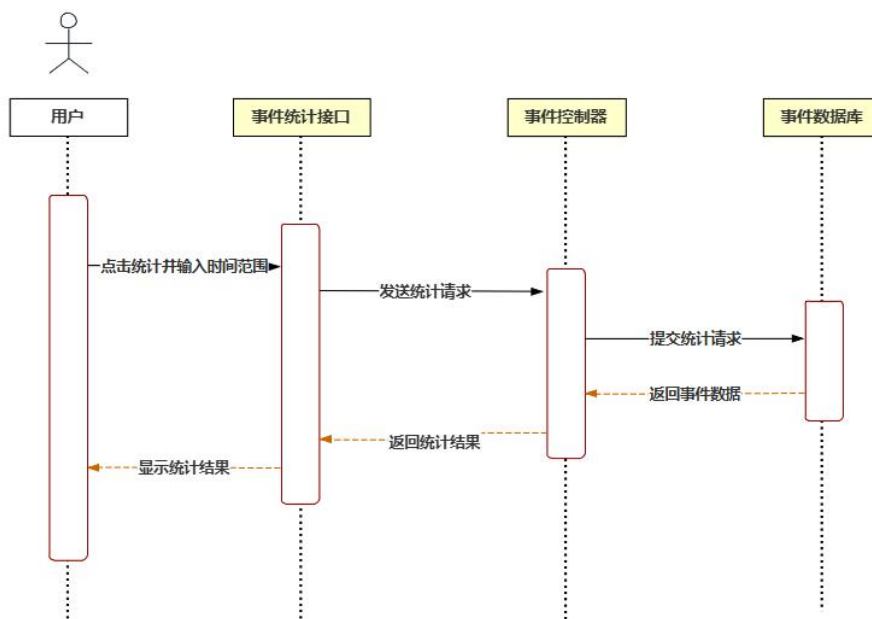 用户
事件统计接口
事件控制器
事件数据库
点击统计并输入时间范围
发送统计请求
提交统计请求
返回事件数据
返回统计结果
显示统计结果